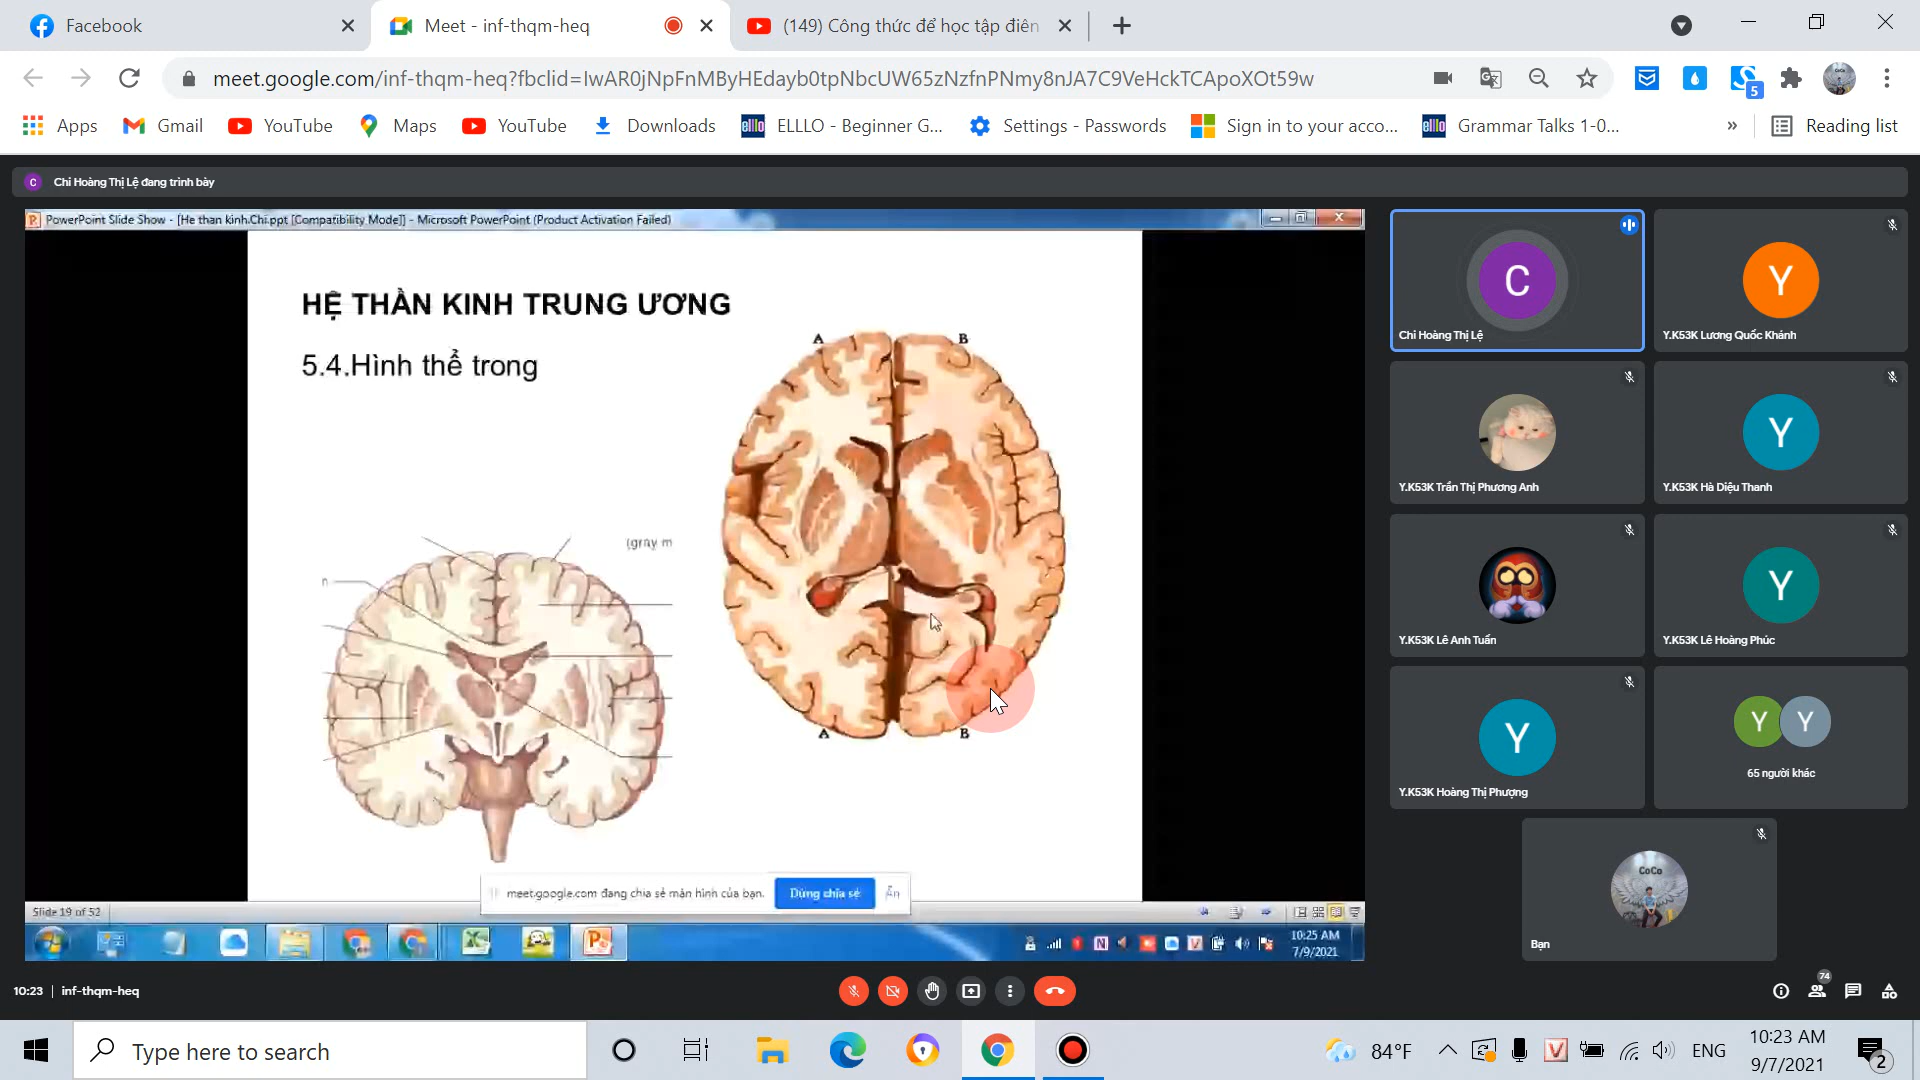 Facebook
Meet - inf-thqm-heq
(149) Công thức để học tập điên
meet.google.com/inf-thqm-heq?fbclid=IwAR0jNpFnMByHEdayb0tpNbcUW65zNzfnPNmy8nJA7C9VeHckTCApoXOt59w
5
Apps
Gmail
YouTube
Maps
YouTube
Downloads
elllo
ELLLO - Beginner G...
Settings - Passwords
Sign in to your acco...
elllo
Grammar Talks 1-0...
»
Reading list
C
Chi Hoàng Thị Lệ đang trình bày
PowerPoint Slide Show - [He than kinh.Chi.ppt [Compatibility Mode]] - Microsoft PowerPoint (Product Activation Failed)
HỆ THẦN KINH TRUNG ƯƠNG
5.4.Hình thể trong
A
B
(gray m
n
A
B
meet.google.com đang chia sẻ màn hình của bạn.
Dừng chia sẻ
Ẩn
Slide 19 of 52
10:25 AM
7/9/2021
C
Chi Hoàng Thị Lệ
Y
Y.K53K Lương Quốc Khánh
Y.K53K Trần Thị Phương Anh
Y
Y.K53K Hà Diệu Thanh
Y.K53K Lê Anh Tuấn
Y
Y.K53K Lê Hoàng Phúc
Y
Y.K53K Hoàng Thị Phượng
Y
Y
65 người khác
CoCo
Bạn
10:23 | inf-thqm-heq
74
Type here to search
84°F
ENG
10:23 AM
9/7/2021
2